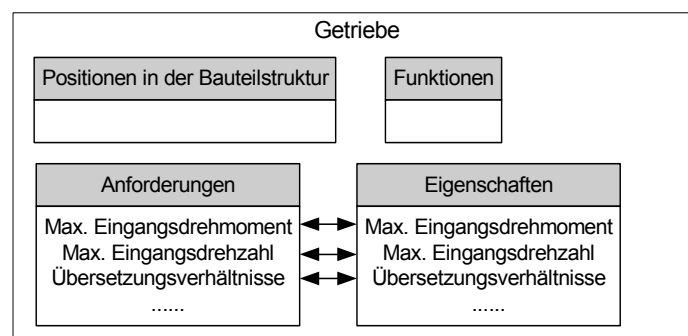 Getriebe
Positionen in der Bauteilstruktur
Funktionen
Anforderungen
Max. Eingangsdrehmoment
Max. Eingangsdrehzahl
Übersetzungsverhältnisse
......
Eigenschaften
Max. Eingangsdrehmoment
Max. Eingangsdrehzahl
Übersetzungsverhältnisse
......